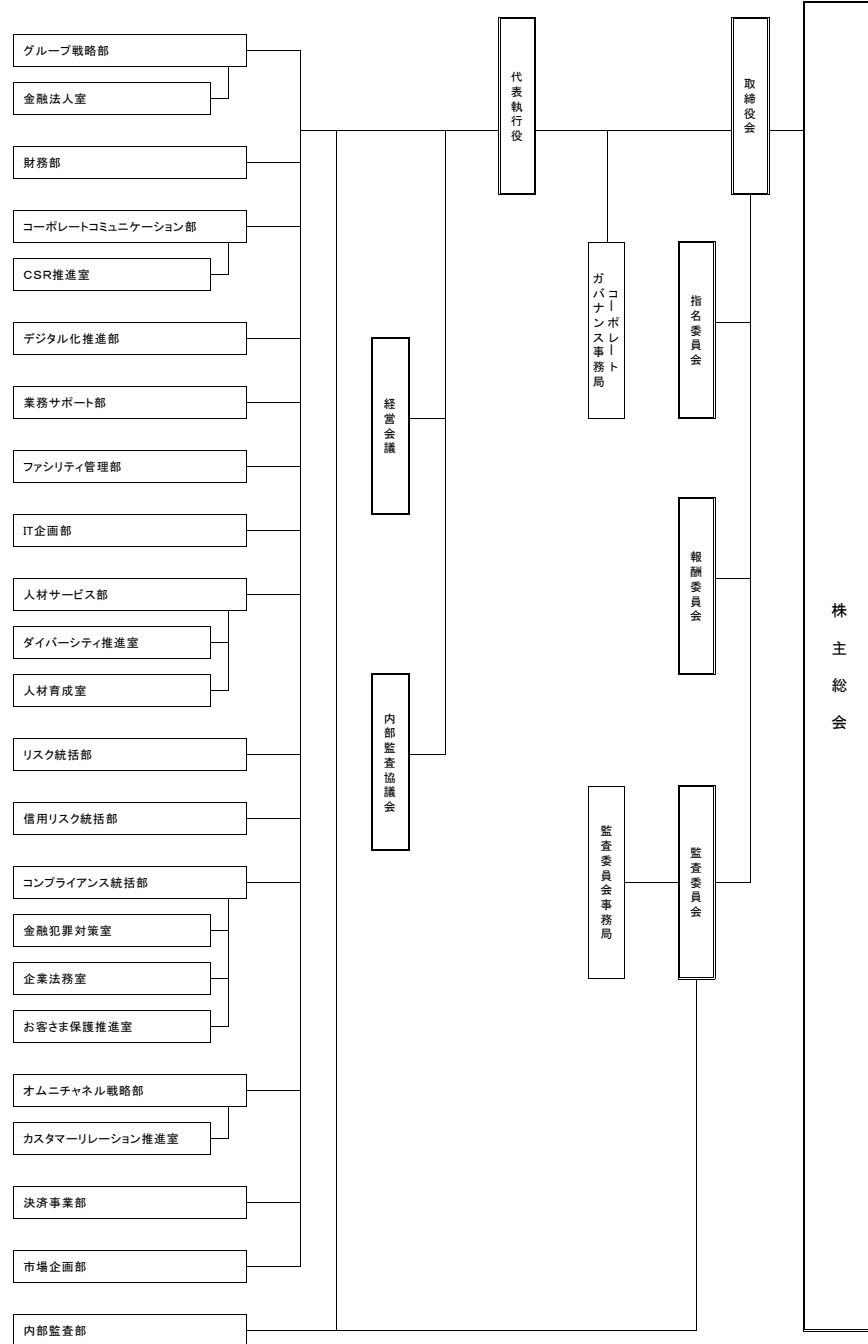 グループ戦略部
金融法人室
財務部
コーポレートコミュニケーション部
CSR推進室
デジタル化推進部
業務サポート部
ファシリティ管理部
IT企画部
人材サービス部
ダイバーシティ推進室
人材育成室
リスク統括部
信用リスク統括部
コンプライアンス統括部
金融犯罪対策室
企業法務室
お客さま保護推進室
オムニチャネル戦略部
カスタマーリレーション推進室
決済事業部
市場企画部
内部監査部
経営会議
内部監査協議会
代表執行役
コーポレート
ガバナンス事務局
監査委員会事務局
取締役会
指名委員会
報酬委員会
監査委員会
株主総会